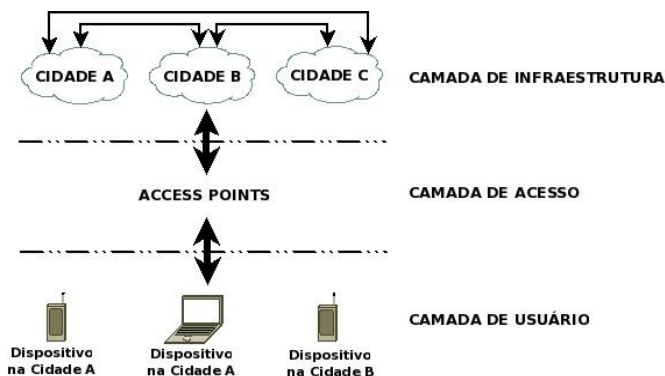 CIDADE A
CIDADE B
CIDADE C
CAMADA DE INFRAESTRUTURA
ACCESS POINTS
CAMADA DE ACESSO
CAMADA DE USUÁRIO
Dispositivo
na Cidade A
Dispositivo
na Cidade A
Dispositivo
na Cidade B